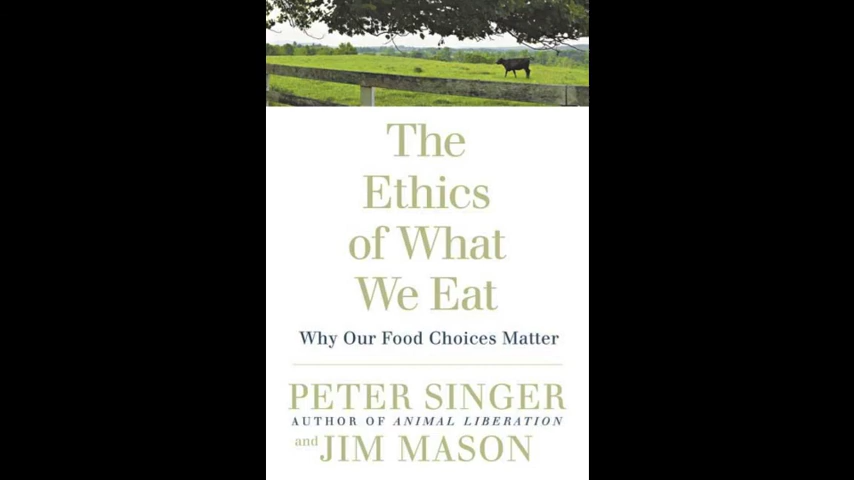 The
Ethics
of What
We Eat
Why Our Food Choices Matter
PETER SINGER
AUTHOR OF ANIMAL LIBERATION
and JIM MASON